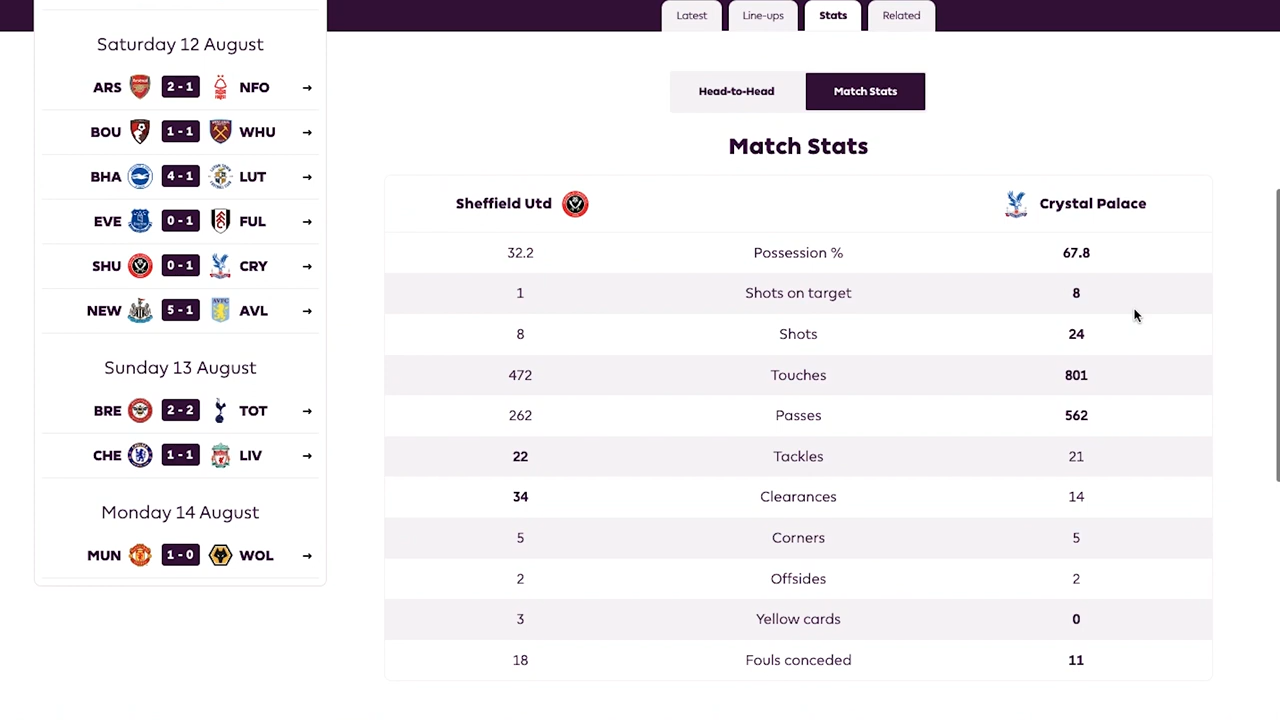 Latest
Line-ups
Stats
Related
Saturday 12 August
ARS 2 - 1 NFO →
BOU 1 - 1 WHU →
BHA 4 - 1 LUT →
EVE 0 - 1 FUL →
SHU 0 - 1 CRY →
NEW 5 - 1 AVL →
Sunday 13 August
BRE 2 - 2 TOT →
CHE 1 - 1 LIV →
Monday 14 August
MUN 1 - 0 WOL →
Head-to-Head
Match Stats
Match Stats
Sheffield Utd Crystal Palace
32.2 Possession % 67.8
1 Shots on target 8
8 Shots 24
472 Touches 801
262 Passes 562
22 Tackles 21
34 Clearances 14
5 Corners 5
2 Offsides 2
3 Yellow cards 0
18 Fouls conceded 11